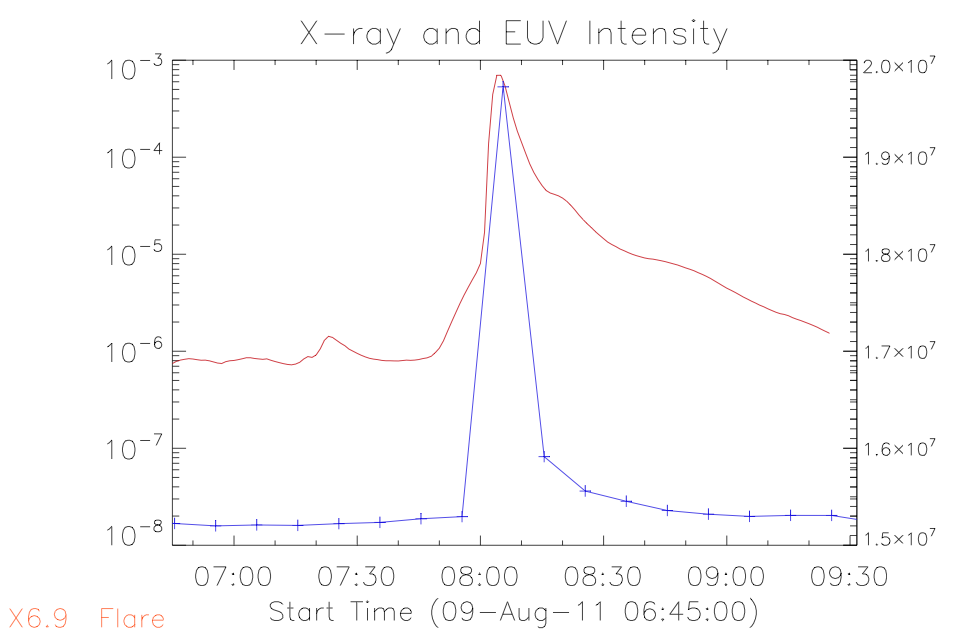 X-ray and EUV Intensity
10⁻³ 2.0×10⁷
10⁻⁴ 1.9×10⁷
10⁻⁵ 1.8×10⁷
10⁻⁶ 1.7×10⁷
10⁻⁷ 1.6×10⁷
10⁻⁸ 1.5×10⁷
07:00 07:30 08:00 08:30 09:00 09:30
Start Time (09-Aug-11 06:45:00)
X6.9 Flare